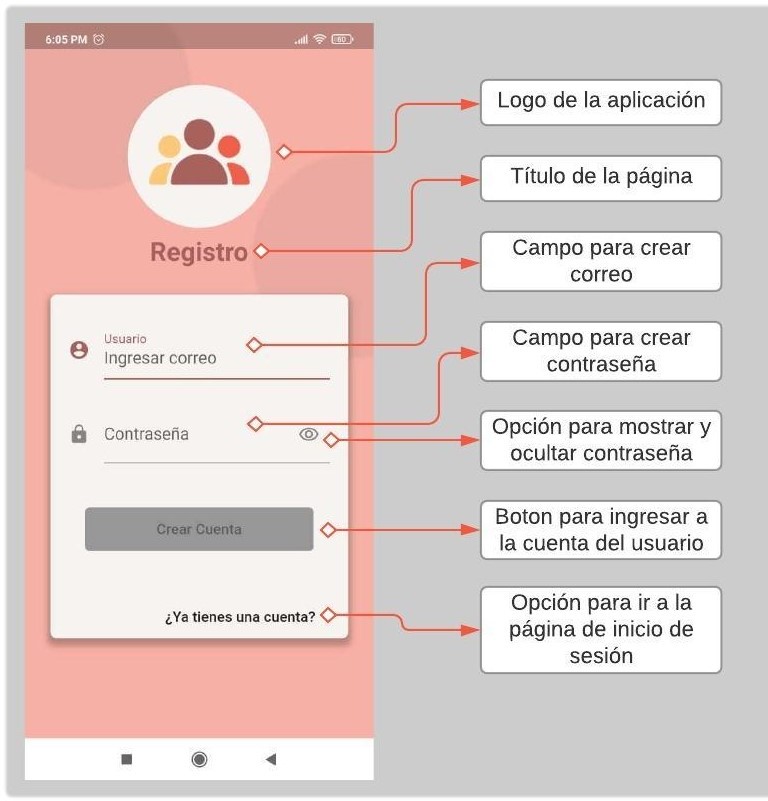 6:05 PM
60
Registro
Usuario
Ingresar correo
Contraseña
Crear Cuenta
¿Ya tienes una cuenta?
Logo de la aplicación
Título de la página
Campo para crear
correo
Campo para crear
contraseña
Opción para mostrar y
ocultar contraseña
Boton para ingresar a
la cuenta del usuario
Opción para ir a la
página de inicio de
sesión